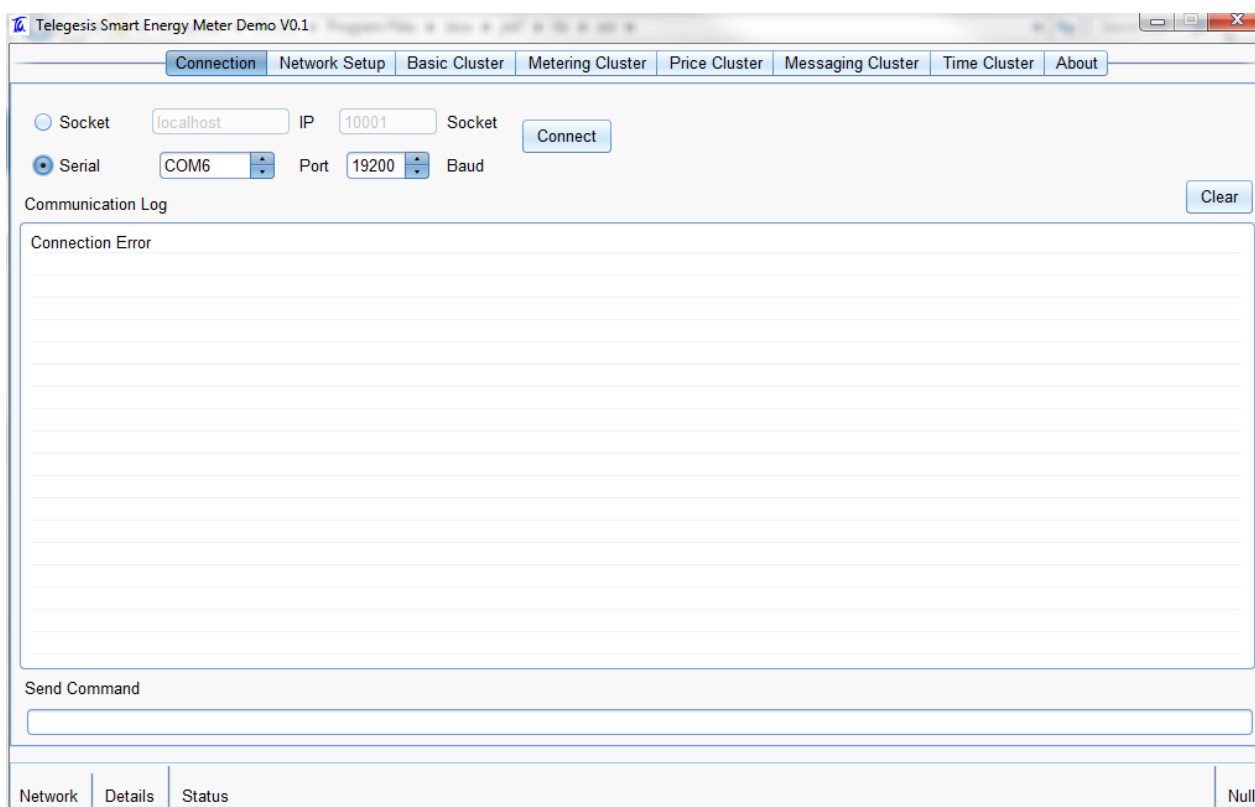 Telegesis Smart Energy Meter Demo V0.1
Connection Network Setup Basic Cluster Metering Cluster Price Cluster Messaging Cluster Time Cluster About
Socket localhost IP 10001 Socket
Connect
Serial COM6 Port 19200 Baud
Clear
Communication Log
Connection Error
Send Command
Network Details Status Null